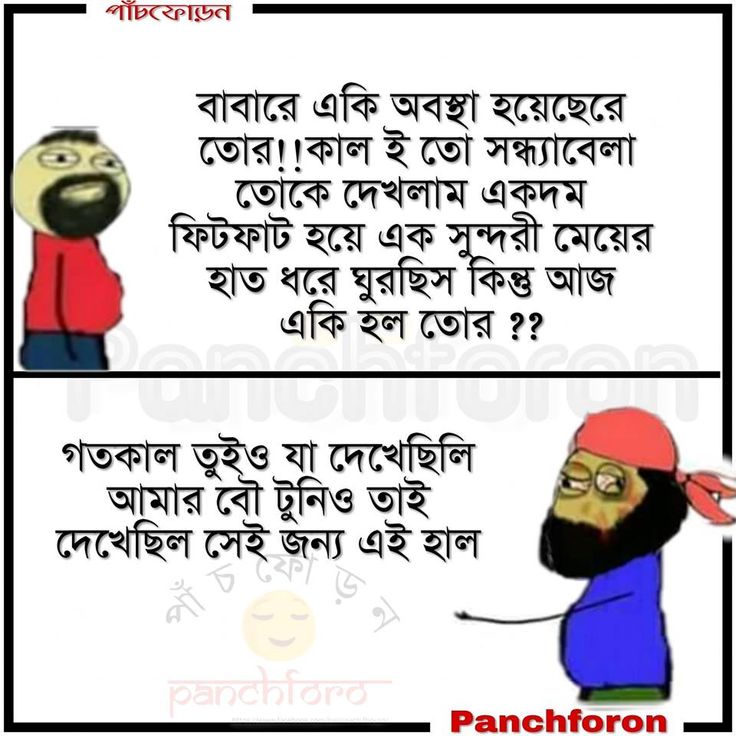 পাঁচফোড়ন
বাবারে একি অবস্থা হয়েছেরে
তোর!!কাল ই তো সন্ধ্যাবেলা
তোকে দেখলাম একদম
ফিটফাট হয়ে এক সুন্দরী মেয়ের
হাত ধরে ঘুরছিস কিন্তু আজ
একি হল তোর ??
Panchforon
গতকাল তুইও যা দেখেছিলি
আমার বৌ টুনিও তাই
দেখেছিল সেই জন্য এই হাল
পাঁচফোড়ন
panchforo
Panchforon